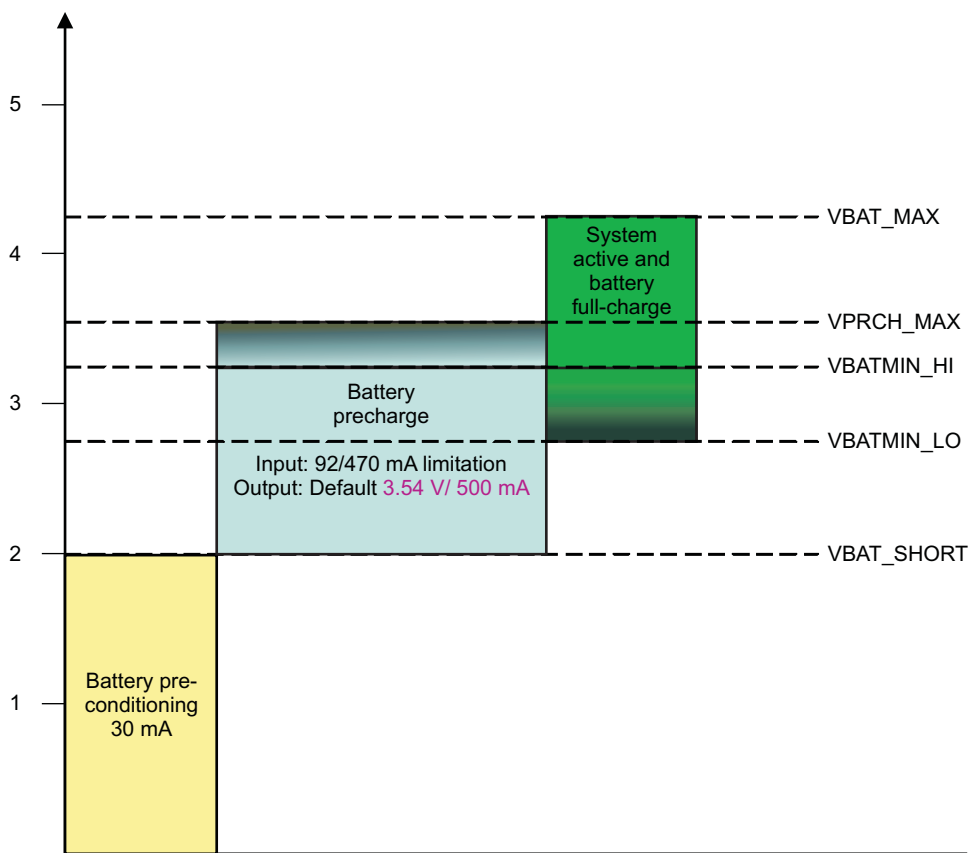 5
VBAT_MAX
4
System
active and
battery
full-charge
VPRCH_MAX
VBATMIN_HI
3
Battery
precharge
VBATMIN_LO
Input: 92/470 mA limitation
Output: Default 3.54 V/ 500 mA
2
VBAT_SHORT
1
Battery pre-
conditioning
30 mA